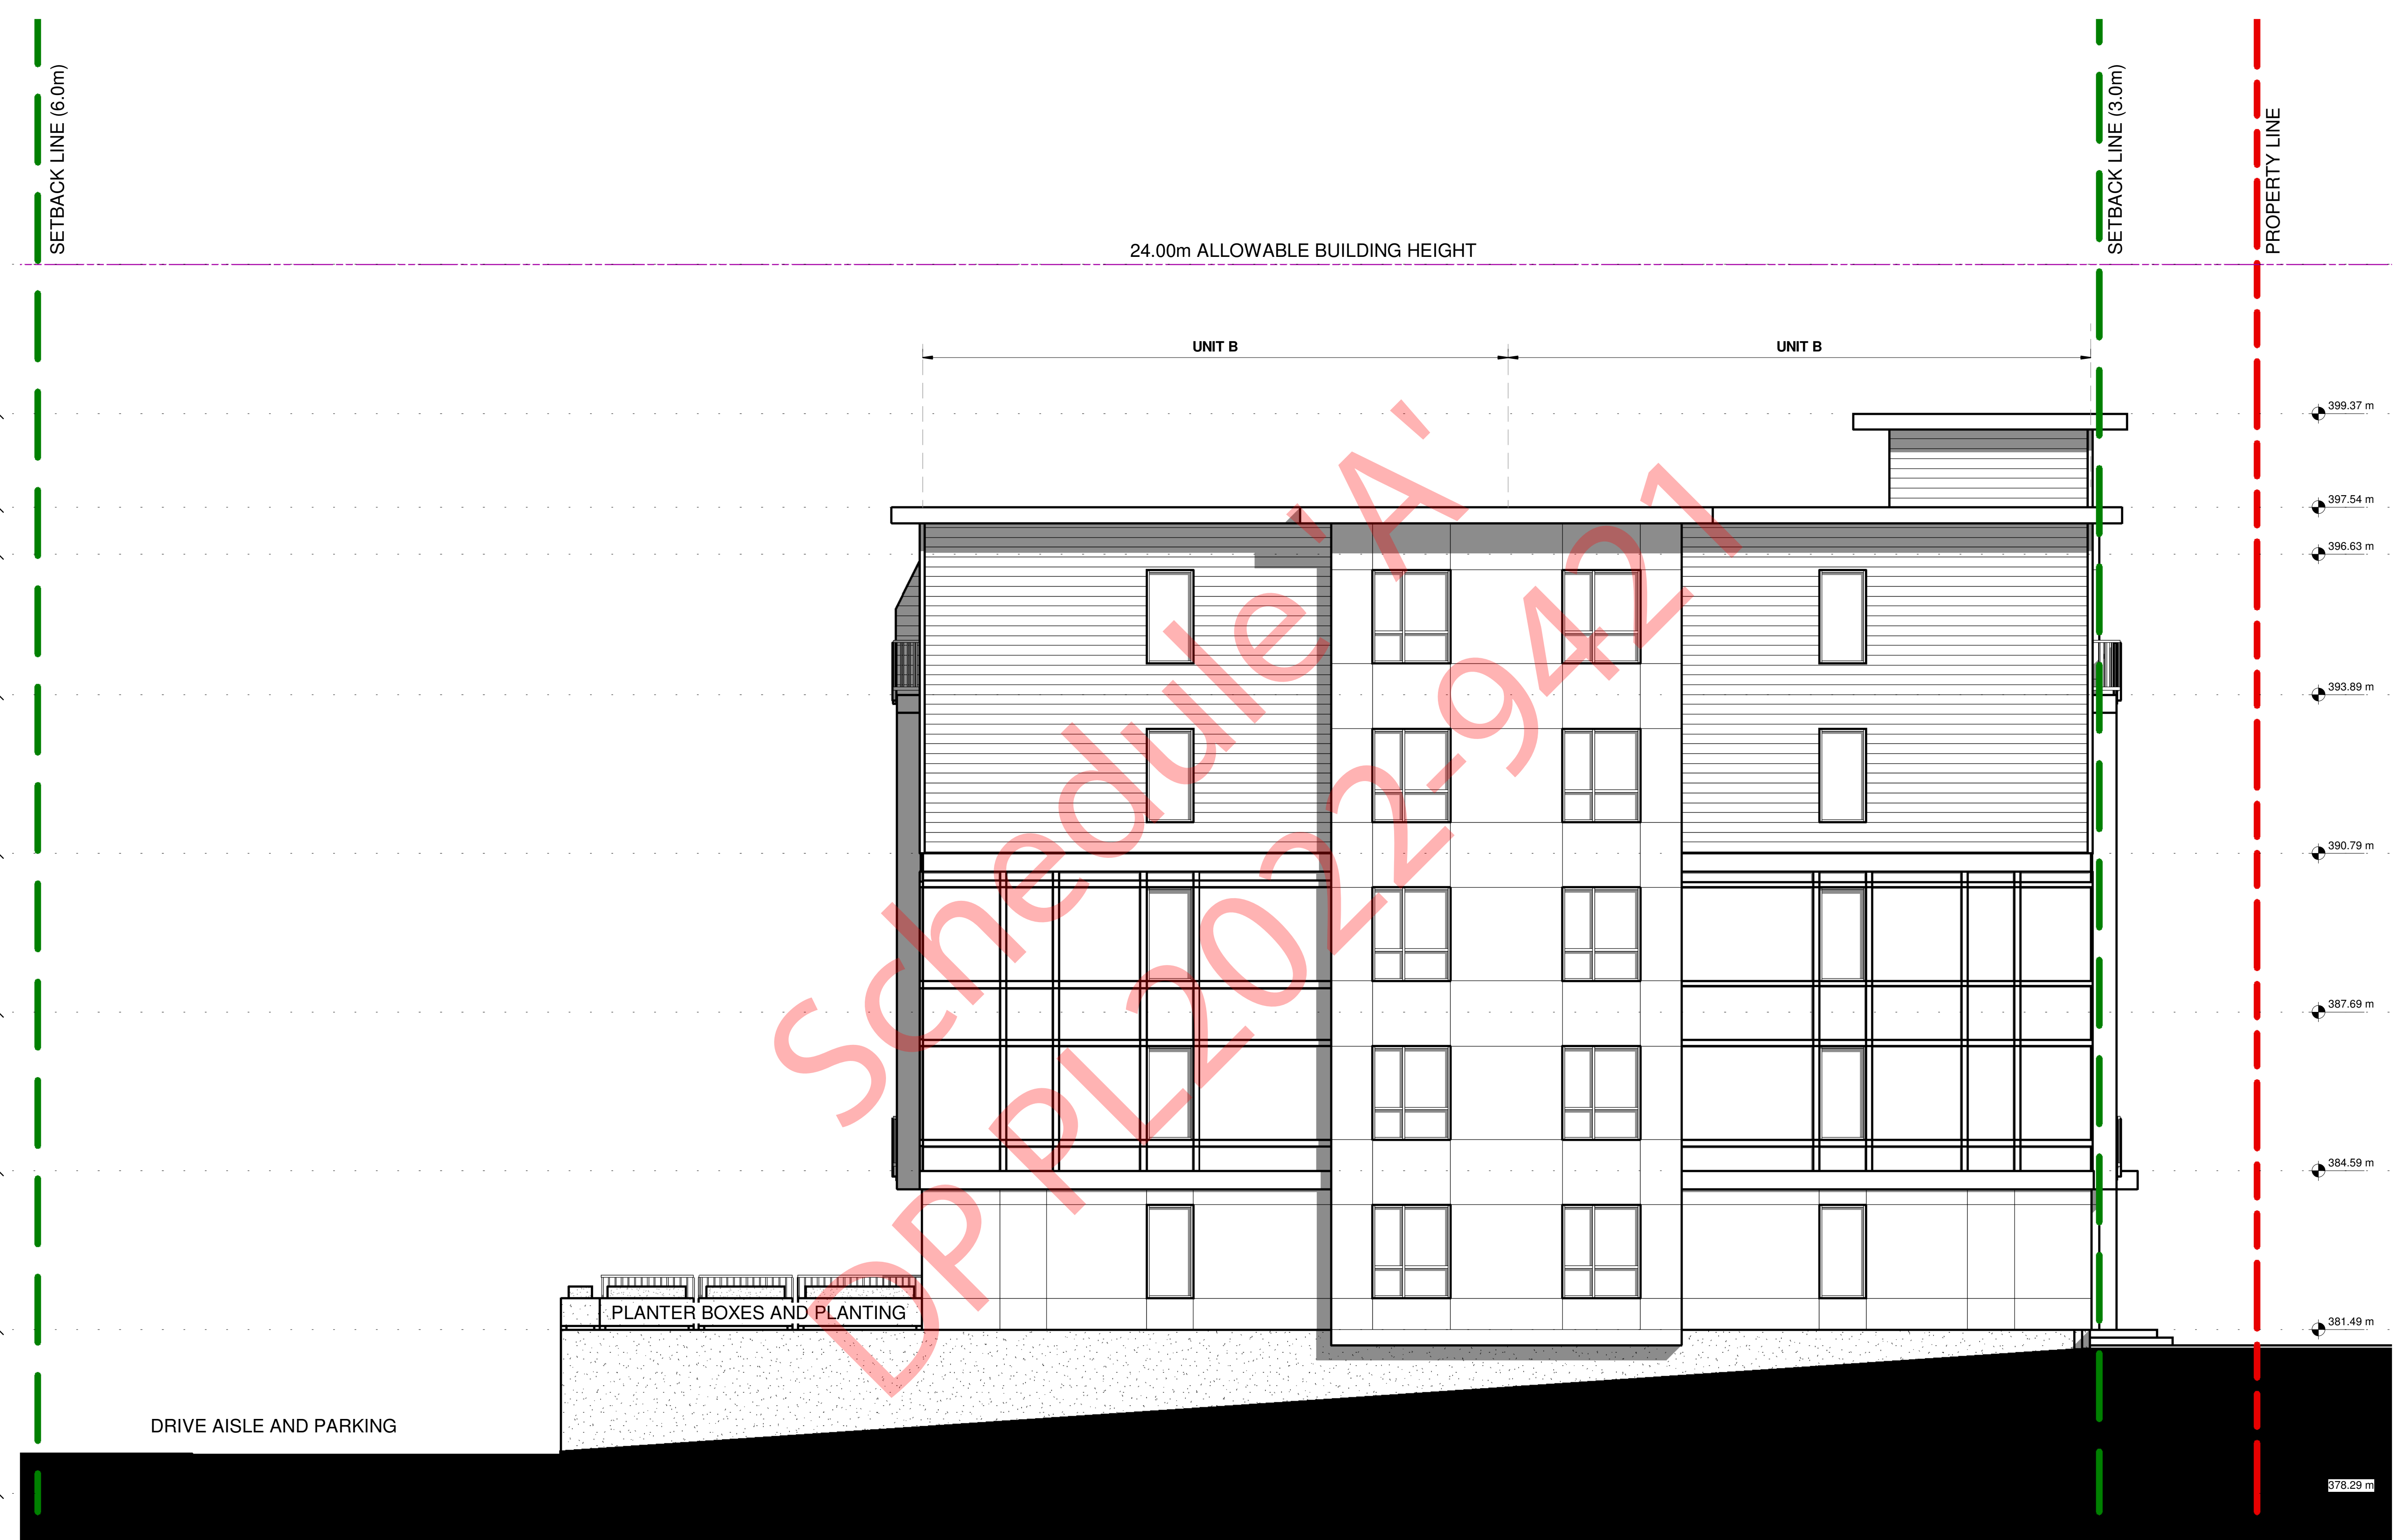 SETBACK LINE (6.0m)
SETBACK LINE (3.0m)
PROPERTY LINE
24.00m ALLOWABLE BUILDING HEIGHT
UNIT B
UNIT B
399.37 m
397.54 m
396.63 m
393.89 m
390.79 m
387.69 m
384.59 m
381.49 m
378.29 m
Schedule 'A'
DP PL2022-9421
PLANTER BOXES AND PLANTING
DRIVE AISLE AND PARKING